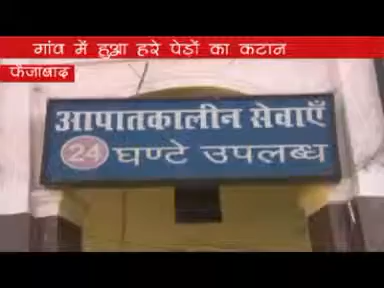 गांव में हुआ हरे पेड़ों का कटान
फैजाबाद
आपातकालीन सेवाएँ
24 घण्टे उपलब्ध